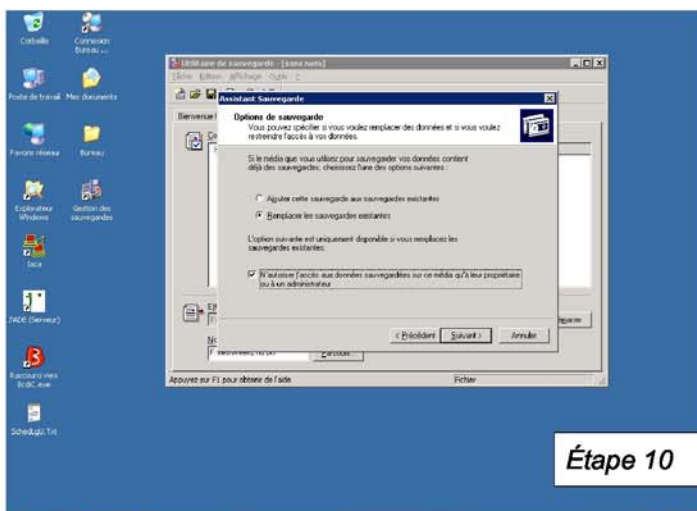 Corbeille
Connexion
Bureau ...
Poste de travail
Mes documents
Favoris réseau
Bureau
Explorateur
Windows
Gestion des
sauvegardes
JADE (Serveur)
Raccourci vers
SchedLgU.Txt
Utilitaire de sauvegarde - [sans nom]
Tâche Edition Affichage Outils ?
Bienvenue
Assistant Sauvegarde
Options de sauvegarde
Vous pouvez spécifier si vous voulez remplacer des données et si vous voulez
restreindre l'accès à vos données.
Si le média que vous utilisez pour sauvegarder vos données contient
déjà des sauvegardes, choisissez l'une des options suivantes :
Ajouter cette sauvegarde aux sauvegardes existantes
Remplacer les sauvegardes existantes
L'option suivante est uniquement disponible si vous remplacez les
sauvegardes existantes:
N'autoriser l'accès aux données sauvegardées sur ce média qu'à leur propriétaire
ou à un administrateur
< Précédent
Suivant >
Annuler
Parcourir...
Appuyez sur F1 pour obtenir de l'aide
Fichier
Étape 10